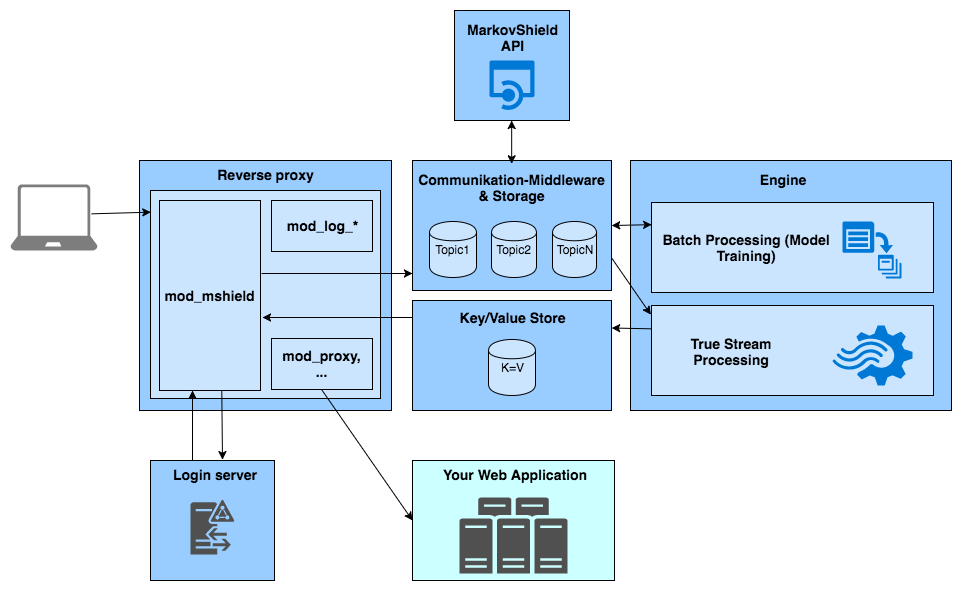 MarkovShield
API
Reverse proxy
mod_mshield
mod_log_*
mod_proxy,
...
Communikation-Middleware
& Storage
Topic1
Topic2
TopicN
Key/Value Store
K=V
Engine
Batch Processing (Model
Training)
True Stream
Processing
Login server
Your Web Application